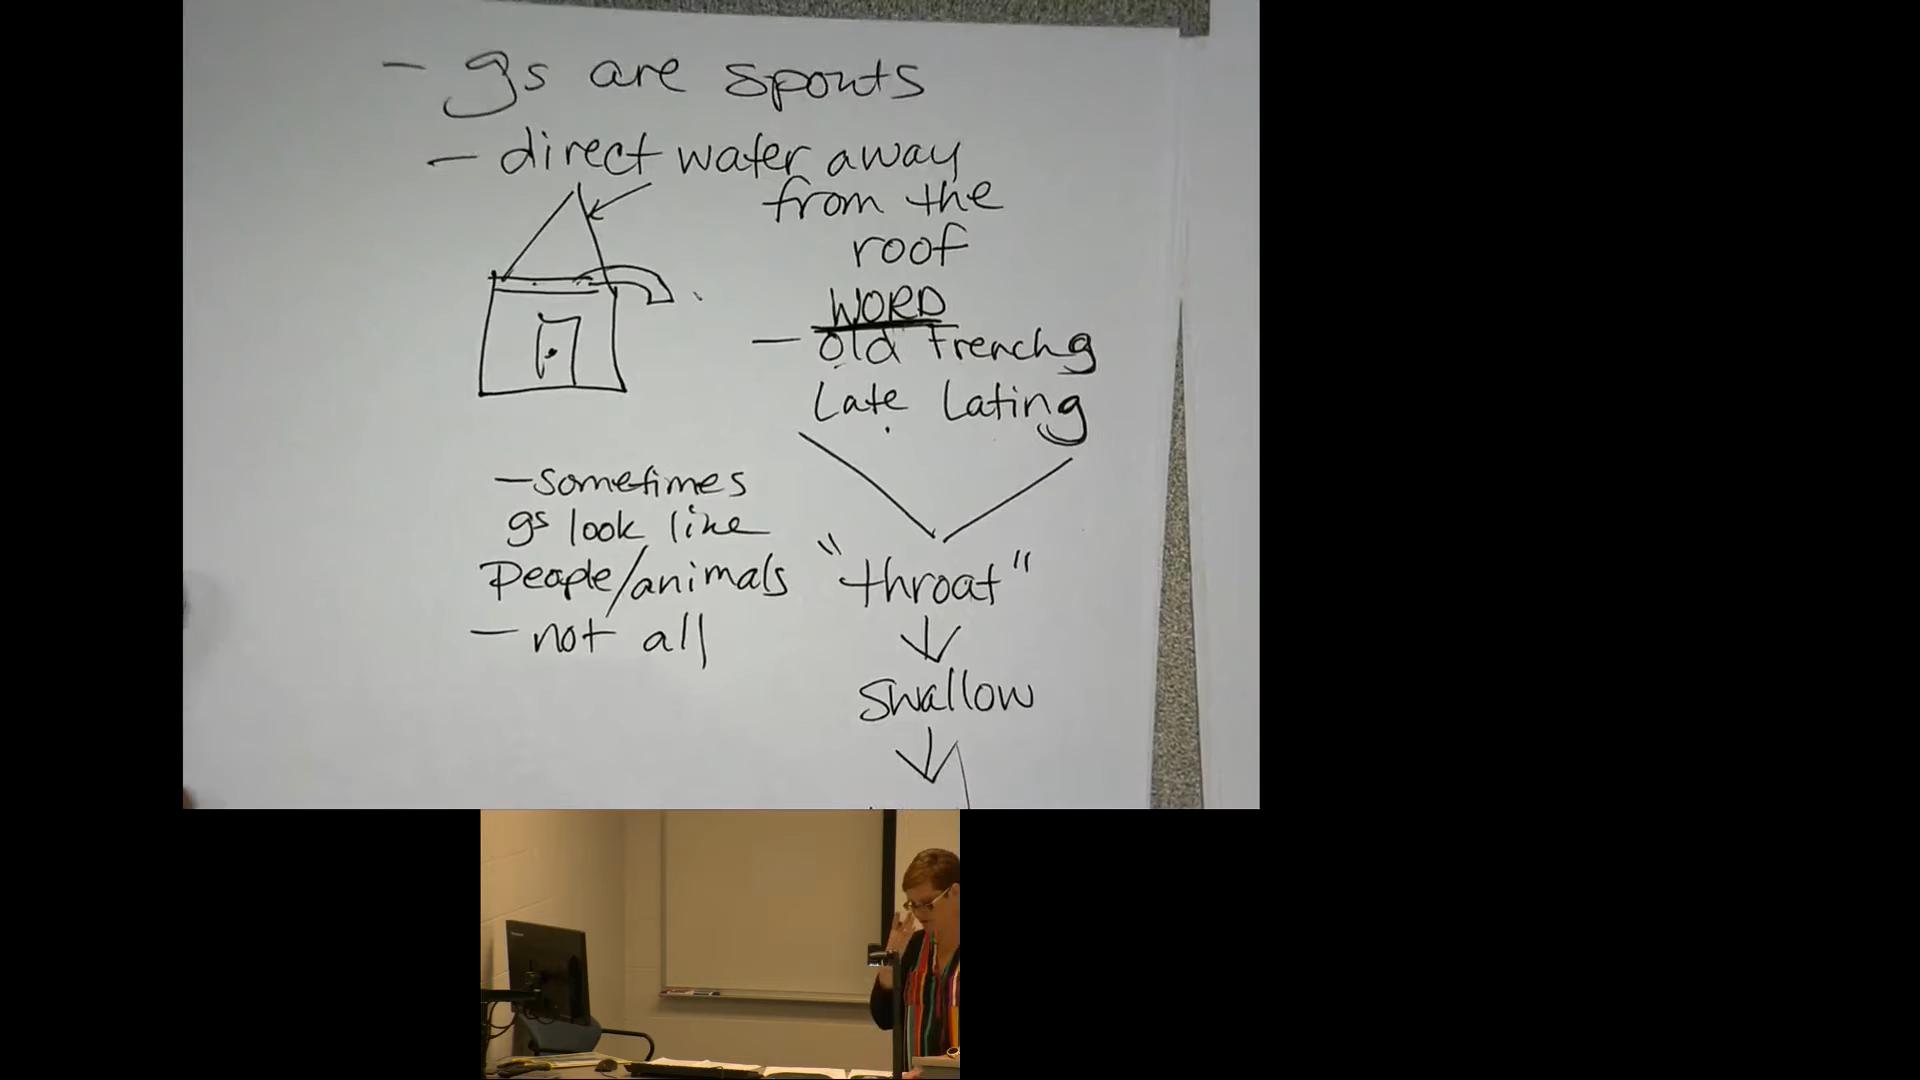 - gs are spouts
- direct water away
from the
roof
WORD
- old French g
Late Lating
"throat"
↓
swallow
↓
- sometimes
gs look like
People/animals
- not all